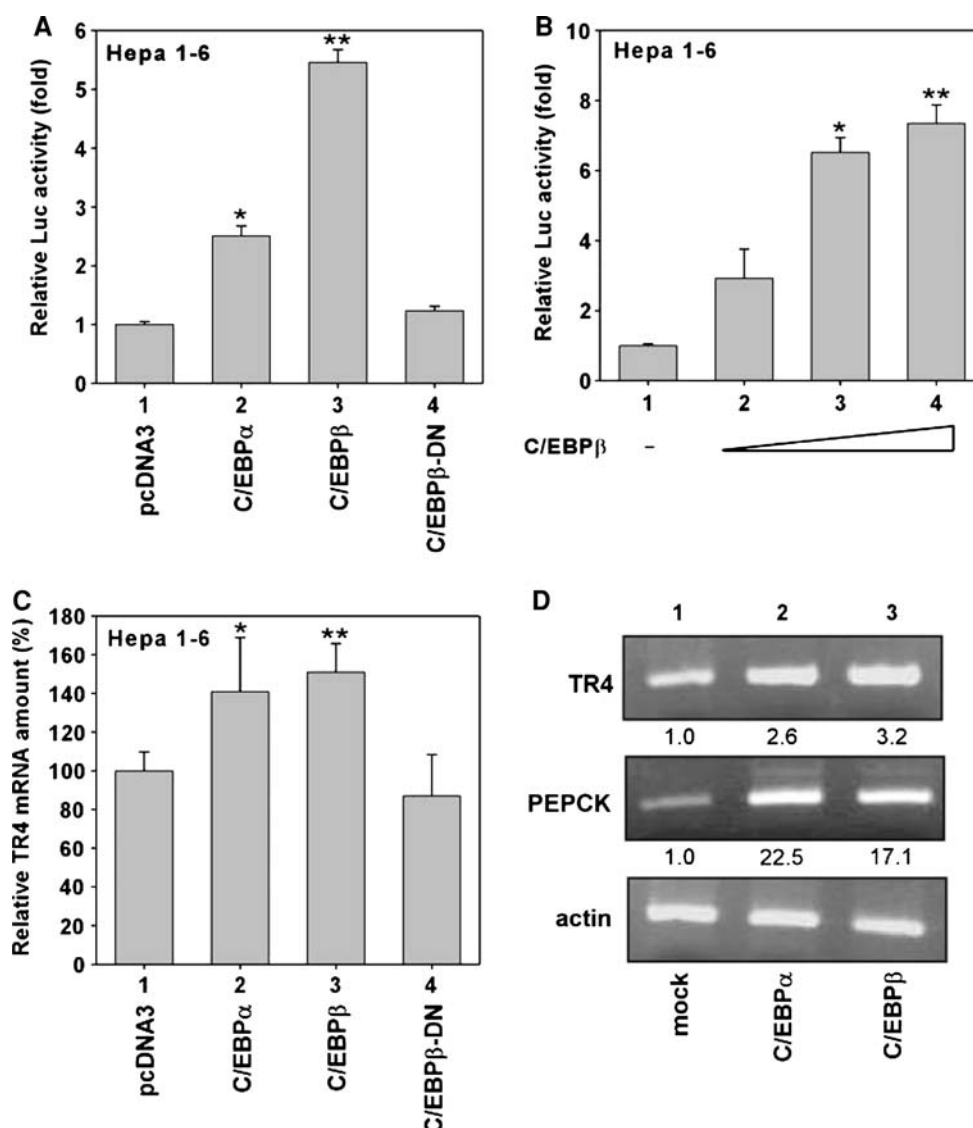 A
Hepa 1-6
Relative Luc activity (fold)
6
5
4
3
2
1
0
*
**
1 2 3 4
pcDNA3
C/EBPα
C/EBPβ
C/EBPβ-DN
B
Hepa 1-6
Relative Luc activity (fold)
10
8
6
4
2
0
*
**
1 2 3 4
C/EBPβ -
C
Hepa 1-6
Relative TR4 mRNA amount (%)
180
160
140
120
100
80
60
40
20
0
*
**
1 2 3 4
pcDNA3
C/EBPα
C/EBPβ
C/EBPβ-DN
D
1 2 3
TR4
1.0 2.6 3.2
PEPCK
1.0 22.5 17.1
actin
mock
C/EBPα
C/EBPβ